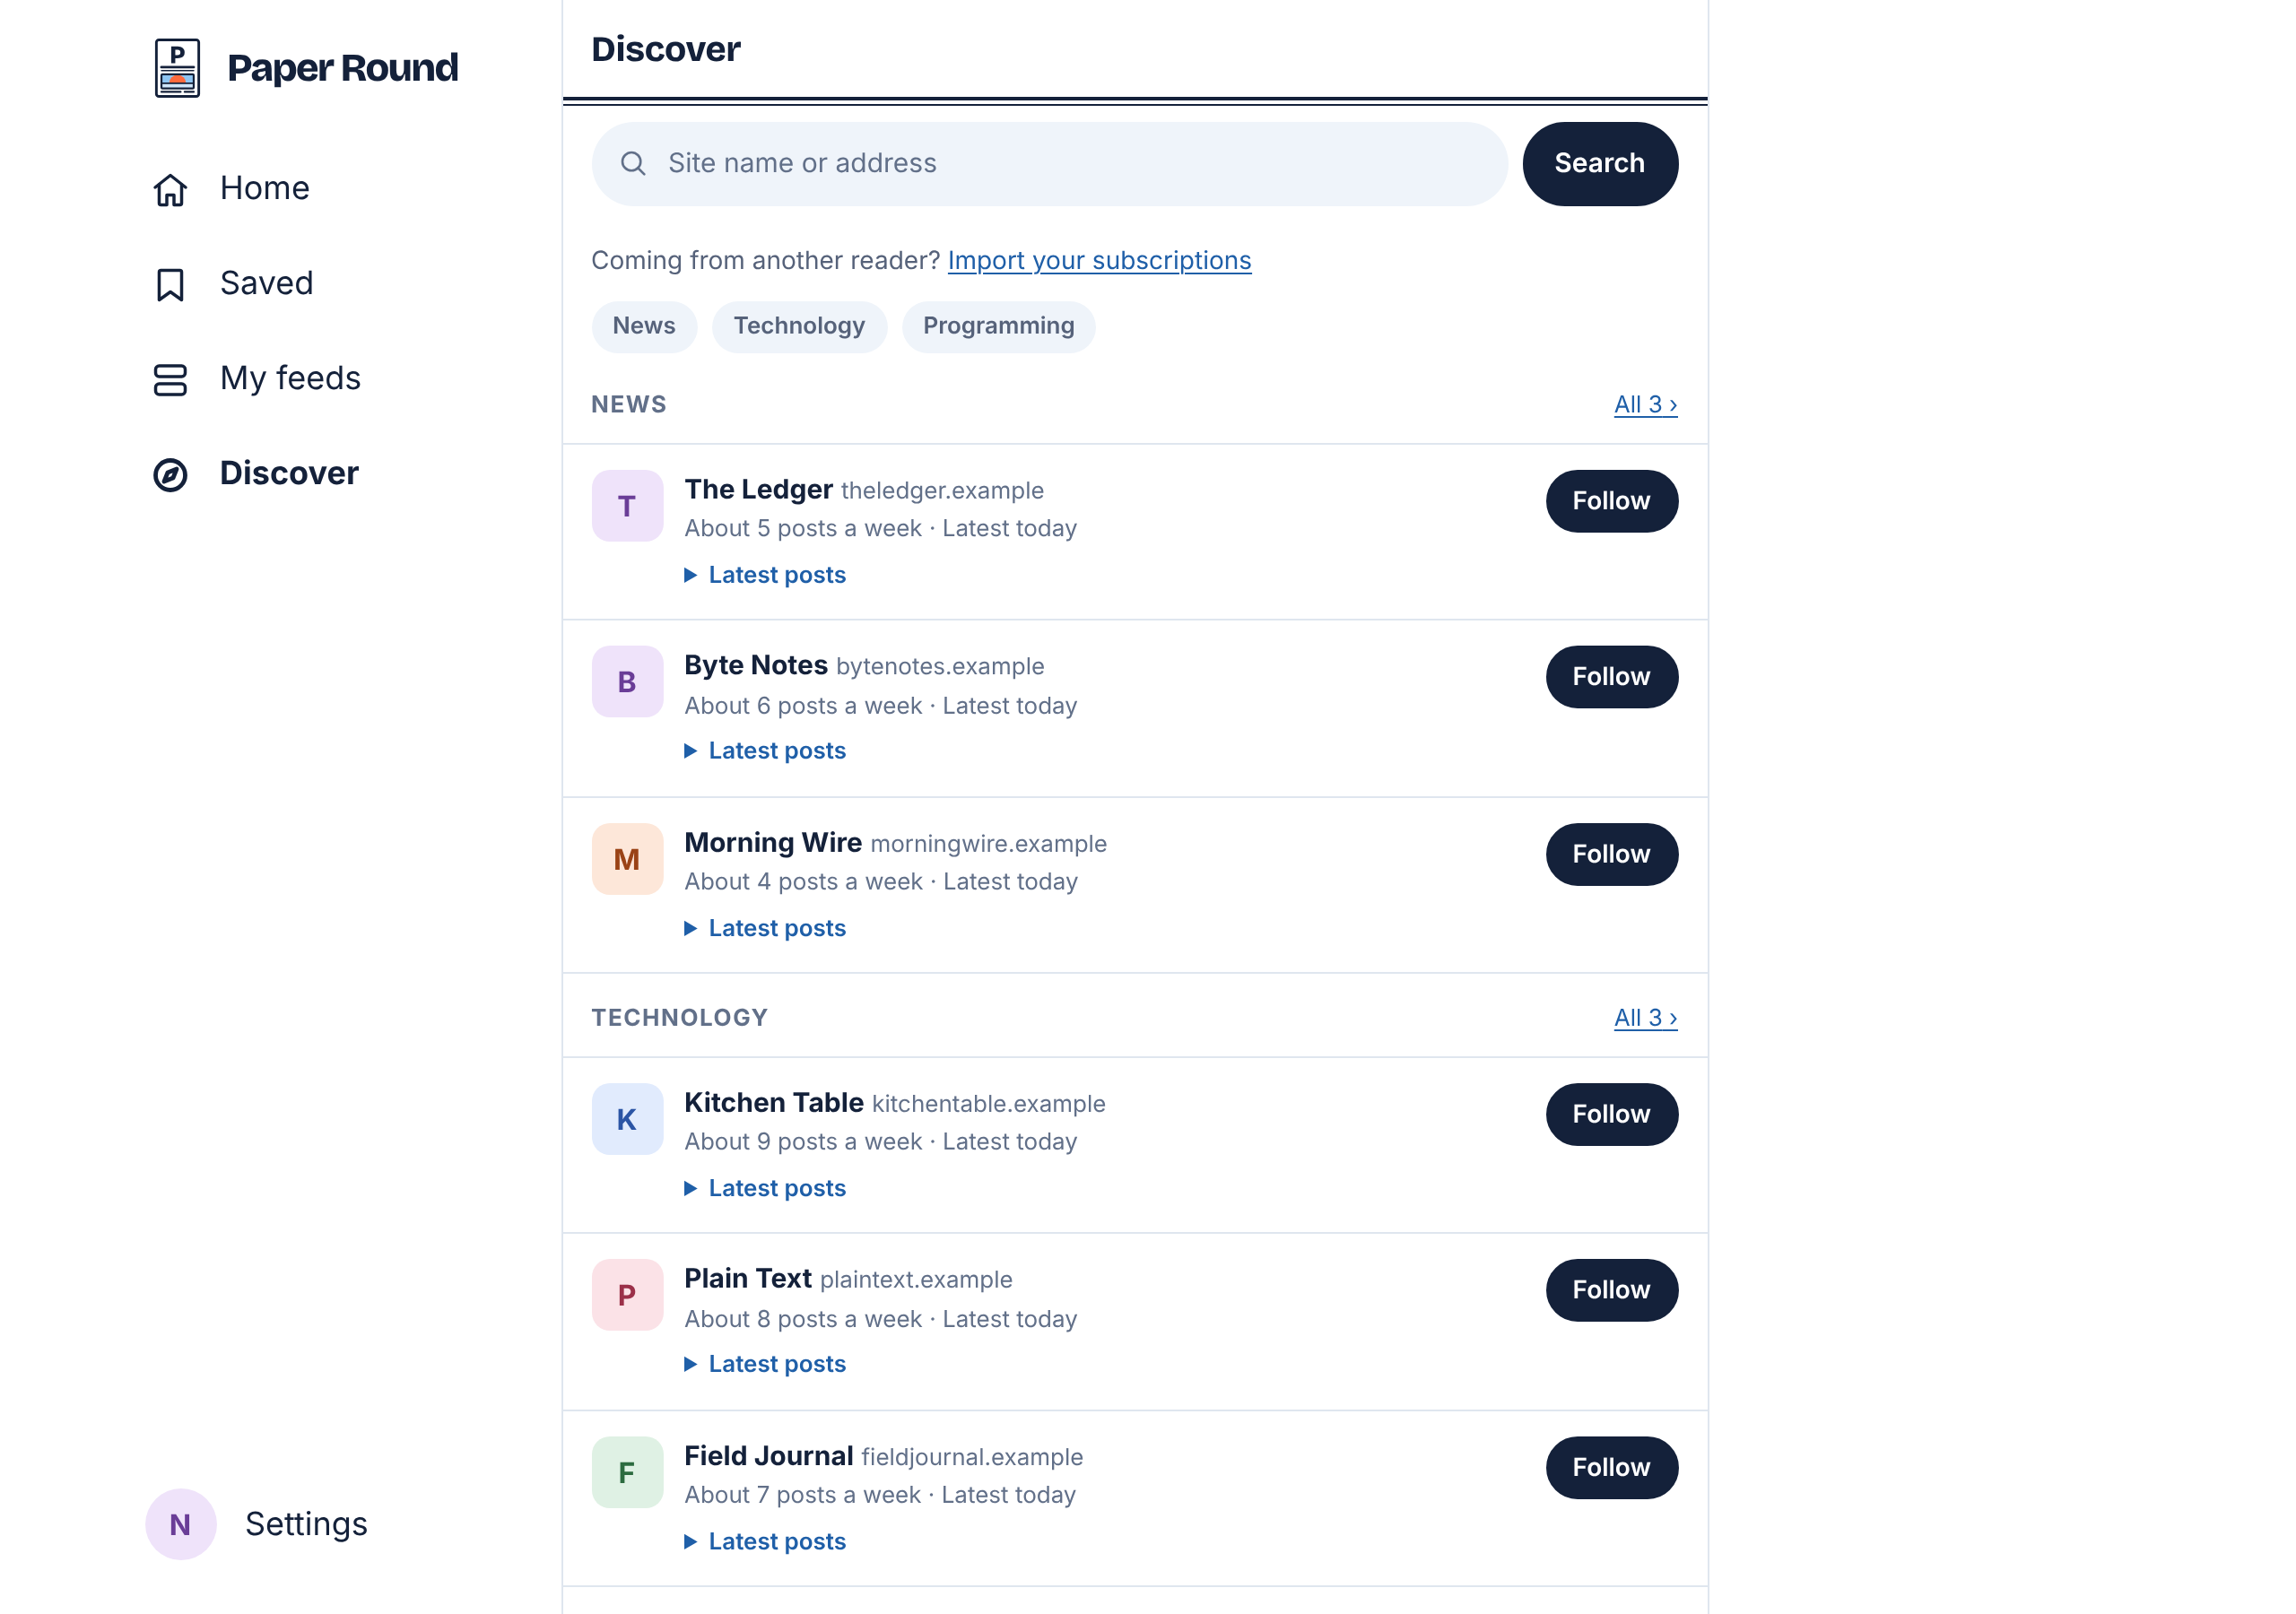 P
Paper Round
Home
Saved
My feeds
Discover
N
Settings
Discover
Site name or address
Search
Coming from another reader? Import your subscriptions
News
Technology
Programming
NEWS
All 3 ›
T
The Ledger theledger.example
About 5 posts a week · Latest today
Latest posts
Follow
B
Byte Notes bytenotes.example
About 6 posts a week · Latest today
Latest posts
Follow
M
Morning Wire morningwire.example
About 4 posts a week · Latest today
Latest posts
Follow
TECHNOLOGY
All 3 ›
K
Kitchen Table kitchentable.example
About 9 posts a week · Latest today
Latest posts
Follow
P
Plain Text plaintext.example
About 8 posts a week · Latest today
Latest posts
Follow
F
Field Journal fieldjournal.example
About 7 posts a week · Latest today
Latest posts
Follow